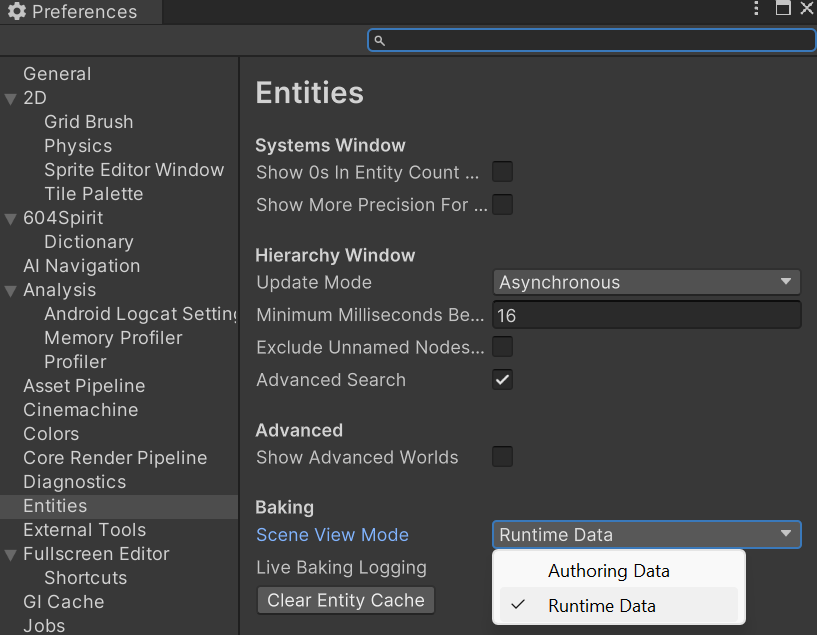 Preferences
General
2D
Grid Brush
Physics
Sprite Editor Window
Tile Palette
604Spirit
Dictionary
AI Navigation
Analysis
Android Logcat Setting
Memory Profiler
Profiler
Asset Pipeline
Cinemachine
Colors
Core Render Pipeline
Diagnostics
Entities
External Tools
Fullscreen Editor
Shortcuts
GI Cache
Jobs
Entities
Systems Window
Show 0s In Entity Count ...
Show More Precision For ...
Hierarchy Window
Update Mode Asynchronous
Minimum Milliseconds Be... 16
Exclude Unnamed Nodes...
Advanced Search
Advanced
Show Advanced Worlds
Baking
Scene View Mode Runtime Data
Live Baking Logging
Clear Entity Cache
Authoring Data
Runtime Data